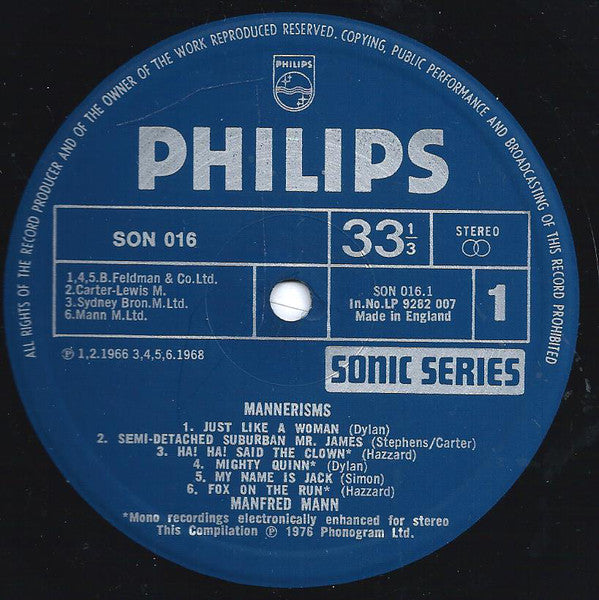 ALL RIGHTS OF THE RECORD PRODUCER AND OF THE OWNER OF THE WORK REPRODUCED RESERVED. COPYING, PUBLIC PERFORMANCE AND BROADCASTING OF THIS RECORD PROHIBITED
PHILIPS
PHILIPS
SON 016
33 1/3
STEREO
1,4,5.B.Feldman & Co.Ltd.
2.Carter-Lewis M.
3.Sydney Bron.M.Ltd.
6.Mann M.Ltd.
SON 016.1
In.No.LP 9282 007
Made in England
1
℗ 1,2.1966 3,4,5,6.1968
SONIC SERIES
MANNERISMS
1. JUST LIKE A WOMAN (Dylan)
2. SEMI-DETACHED SUBURBAN MR. JAMES (Stephens/Carter)
3. HA! HA! SAID THE CLOWN* (Hazzard)
4. MIGHTY QUINN* (Dylan)
5. MY NAME IS JACK (Simon)
6. FOX ON THE RUN* (Hazzard)
MANFRED MANN
*Mono recordings electronically enhanced for stereo
This Compilation ℗ 1976 Phonogram Ltd.